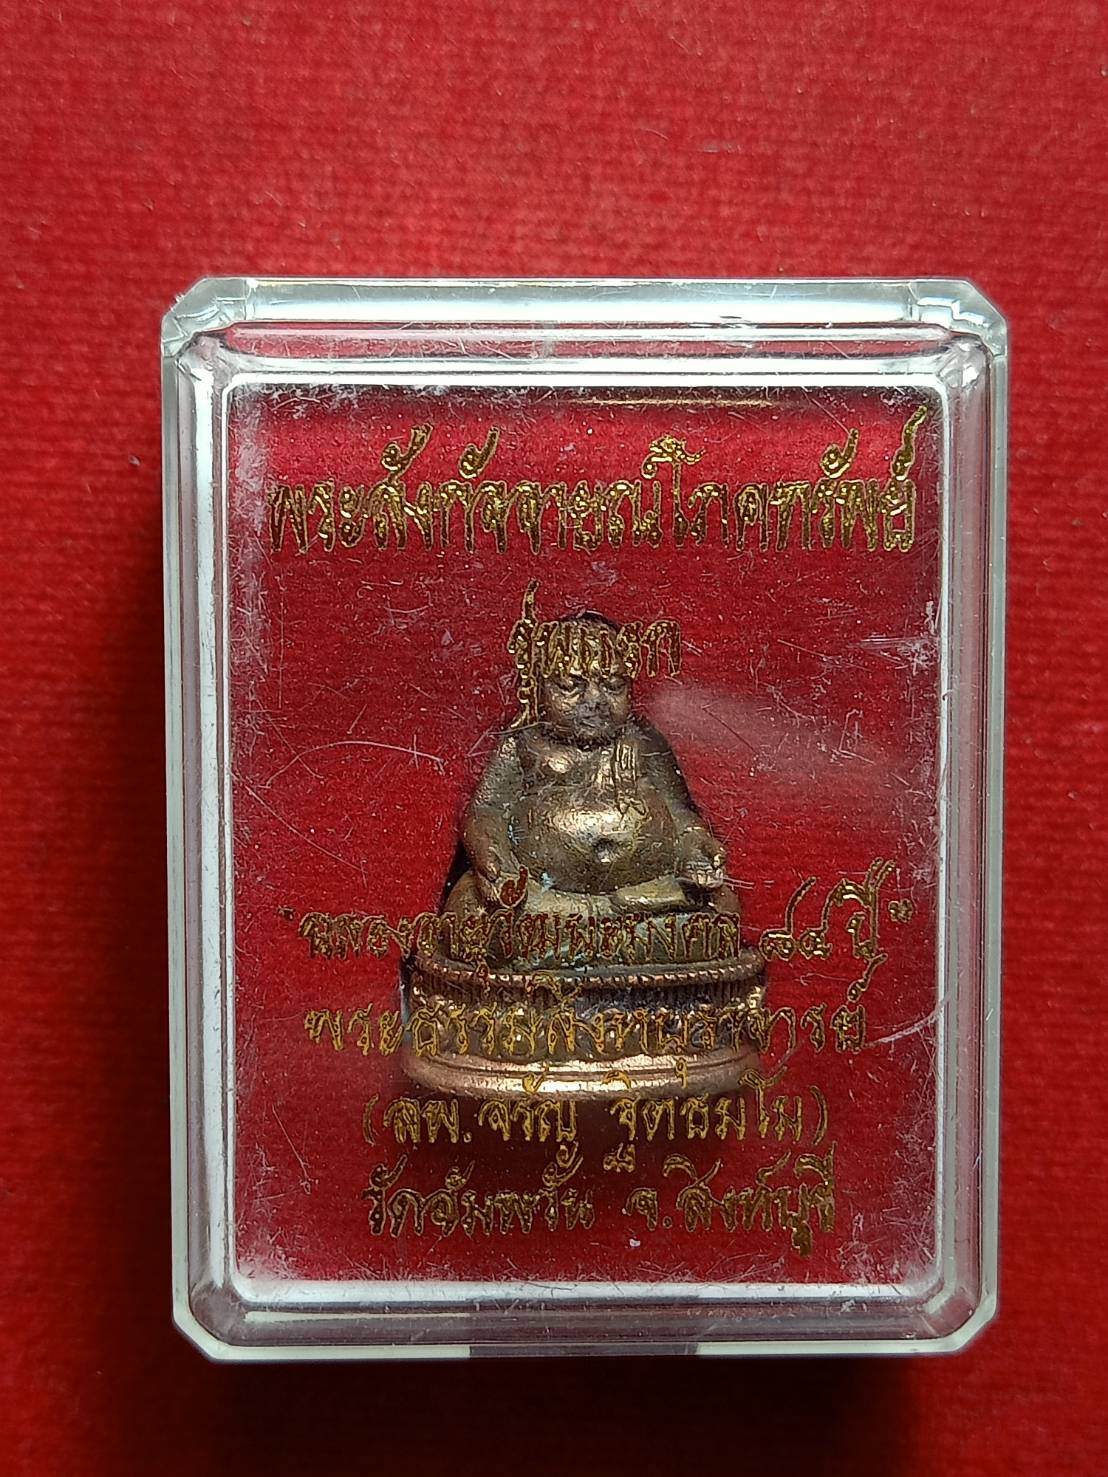 พระสังกัจจายณ์โภคทรัพย์
รุ่นแรก
"ฉลองอายุวัฒนะมงคล ๘๔ ปี"
พระธรรมสิงหบุราจารย์
(ลพ.จรัญ ฐิตธมฺโม)
วัดอัมพวัน จ.สิงห์บุรี